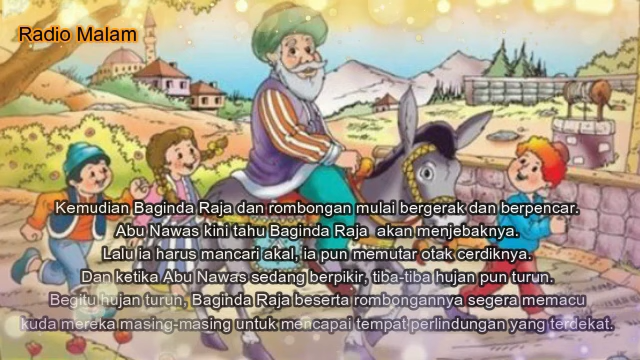 Radio Malam
Kemudian Baginda Raja dan rombongan mulai bergerak dan berpencar.
Abu Nawas kini tahu Baginda Raja akan menjebaknya.
Lalu ia harus mancari akal, ia pun memutar otak cerdiknya.
Dan ketika Abu Nawas sedang berpikir, tiba-tiba hujan pun turun.
Begitu hujan turun, Baginda Raja beserta rombongannya segera memacu
kuda mereka masing-masing untuk mencapai tempat perlindungan yang terdekat.